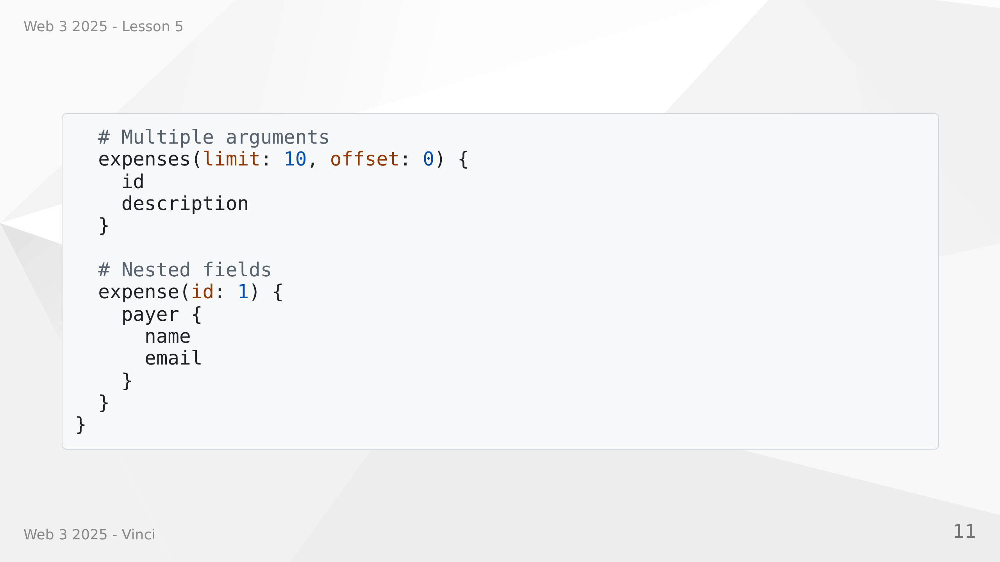 Web 3 2025 - Lesson 5
  # Multiple arguments
  expenses(limit: 10, offset: 0) {
    id
    description
  }

  # Nested fields
  expense(id: 1) {
    payer {
      name
      email
    }
  }
}
Web 3 2025 - Vinci
11